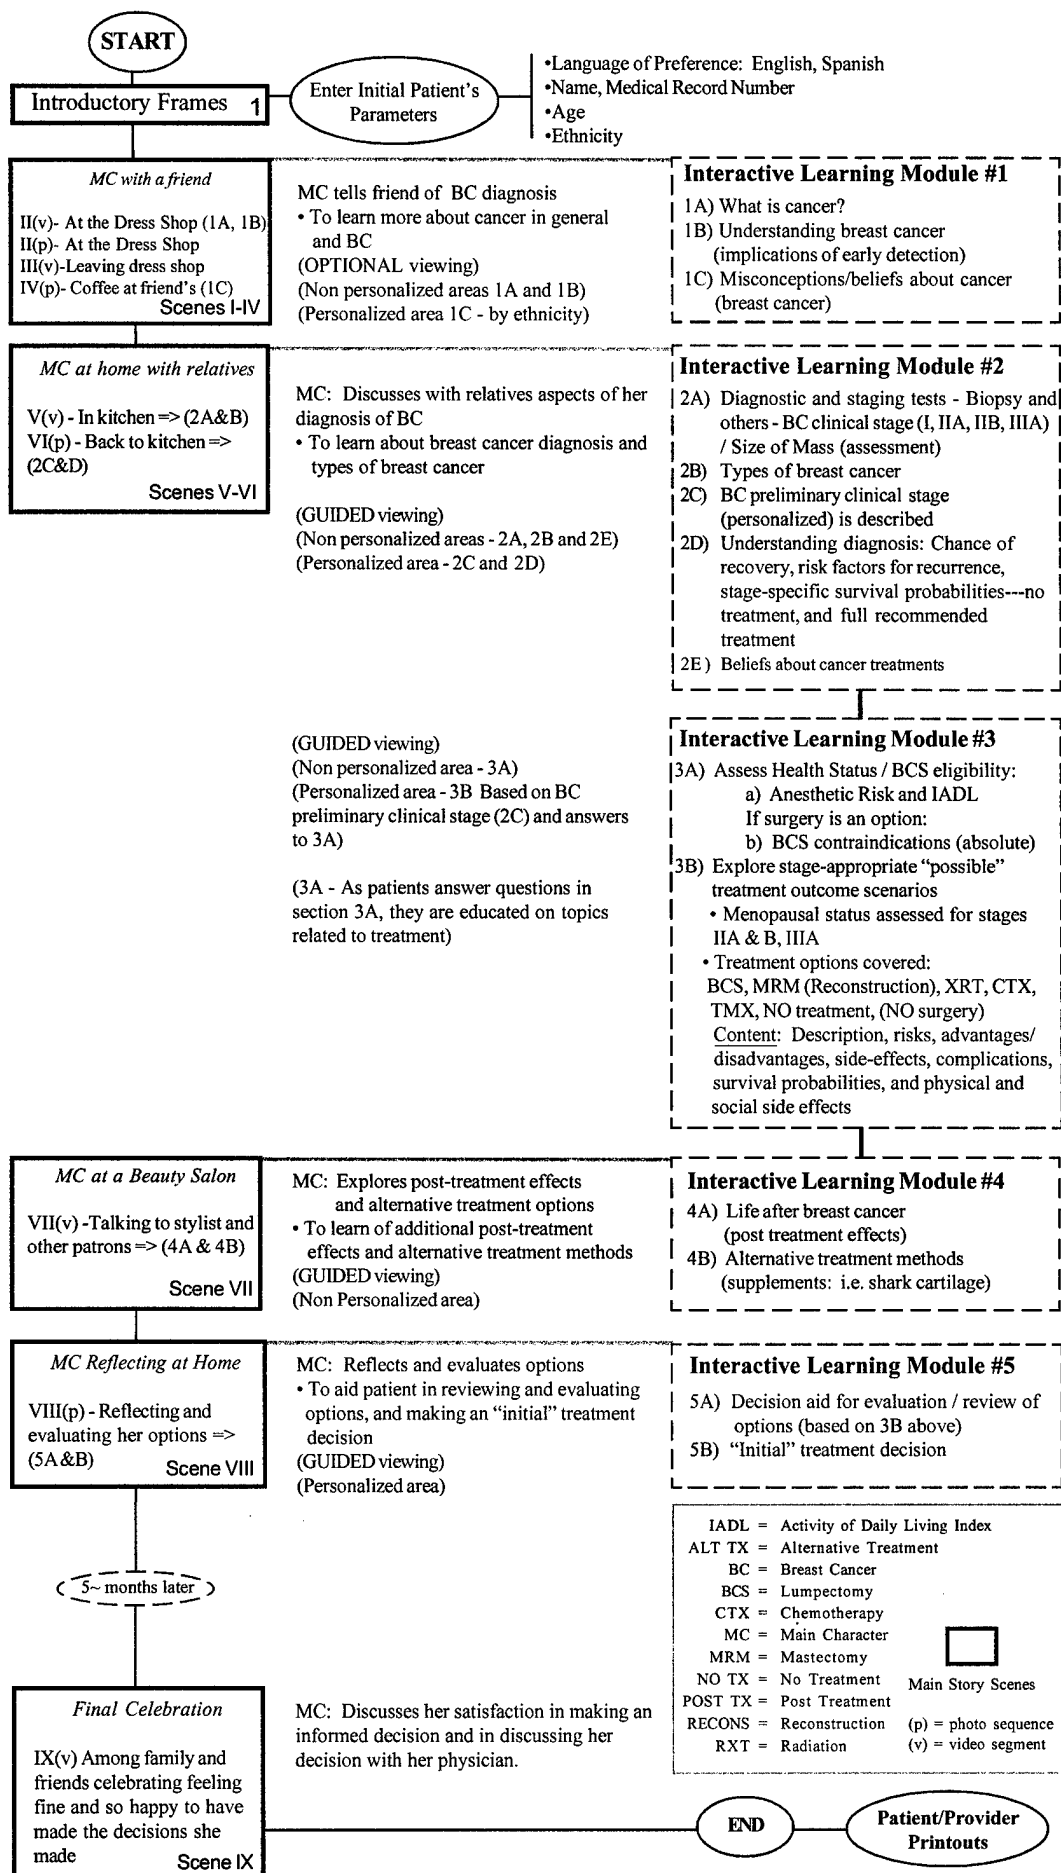 START
Introductory Frames 1
Enter Initial Patient's
Parameters
•Language of Preference: English, Spanish
•Name, Medical Record Number
•Age
•Ethnicity
MC with a friend
II(v)- At the Dress Shop (1A, 1B)
II(p)- At the Dress Shop
III(v)-Leaving dress shop
IV(p)- Coffee at friend's (1C)
Scenes I-IV
MC tells friend of BC diagnosis
• To learn more about cancer in general
and BC
(OPTIONAL viewing)
(Non personalized areas 1A and 1B)
(Personalized area 1C - by ethnicity)
Interactive Learning Module #1
1A) What is cancer?
1B) Understanding breast cancer
(implications of early detection)
1C) Misconceptions/beliefs about cancer
(breast cancer)
MC at home with relatives
V(v) - In kitchen => (2A&B)
VI(p) - Back to kitchen =>
(2C&D)
Scenes V-VI
MC: Discusses with relatives aspects of her
diagnosis of BC
• To learn about breast cancer diagnosis and
types of breast cancer
(GUIDED viewing)
(Non personalized areas - 2A, 2B and 2E)
(Personalized area - 2C and 2D)
Interactive Learning Module #2
2A) Diagnostic and staging tests - Biopsy and
others - BC clinical stage (I, IIA, IIB, IIIA)
/ Size of Mass (assessment)
2B) Types of breast cancer
2C) BC preliminary clinical stage
(personalized) is described
2D) Understanding diagnosis: Chance of
recovery, risk factors for recurrence,
stage-specific survival probabilities---no
treatment, and full recommended
treatment
2E) Beliefs about cancer treatments
(GUIDED viewing)
(Non personalized area - 3A)
(Personalized area - 3B Based on BC
preliminary clinical stage (2C) and answers
to 3A)
(3A - As patients answer questions in
section 3A, they are educated on topics
related to treatment)
Interactive Learning Module #3
3A) Assess Health Status / BCS eligibility:
a) Anesthetic Risk and IADL
If surgery is an option:
b) BCS contraindications (absolute)
3B) Explore stage-appropriate “possible”
treatment outcome scenarios
• Menopausal status assessed for stages
IIA & B, IIIA
• Treatment options covered:
BCS, MRM (Reconstruction), XRT, CTX,
TMX, NO treatment, (NO surgery)
Content: Description, risks, advantages/
disadvantages, side-effects, complications,
survival probabilities, and physical and
social side effects
MC at a Beauty Salon
VII(v) -Talking to stylist and
other patrons => (4A & 4B)
Scene VII
MC: Explores post-treatment effects
and alternative treatment options
• To learn of additional post-treatment
effects and alternative treatment methods
(GUIDED viewing)
(Non Personalized area)
Interactive Learning Module #4
4A) Life after breast cancer
(post treatment effects)
4B) Alternative treatment methods
(supplements: i.e. shark cartilage)
MC Reflecting at Home
VIII(p) - Reflecting and
evaluating her options =>
(5A&B)
Scene VIII
MC: Reflects and evaluates options
• To aid patient in reviewing and evaluating
options, and making an “initial” treatment
decision
(GUIDED viewing)
(Personalized area)
Interactive Learning Module #5
5A) Decision aid for evaluation / review of
options (based on 3B above)
5B) “Initial” treatment decision
5~ months later
IADL = Activity of Daily Living Index
ALT TX = Alternative Treatment
BC = Breast Cancer
BCS = Lumpectomy
CTX = Chemotherapy
MC = Main Character
MRM = Mastectomy
NO TX = No Treatment
POST TX = Post Treatment
RECONS = Reconstruction
RXT = Radiation
Main Story Scenes
(p) = photo sequence
(v) = video segment
Final Celebration
IX(v) Among family and
friends celebrating feeling
fine and so happy to have
made the decisions she
made
Scene IX
MC: Discusses her satisfaction in making an
informed decision and in discussing her
decision with her physician.
END
Patient/Provider
Printouts